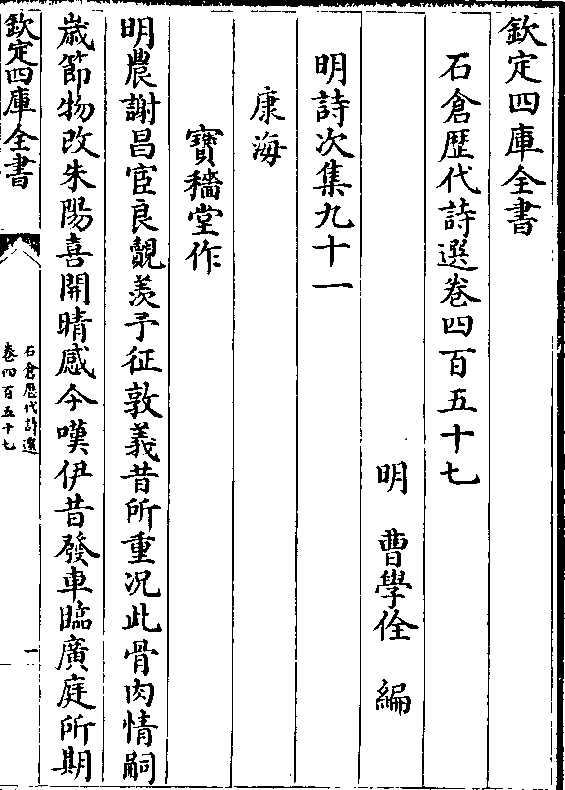 欽定四庫全書
石倉歴代詩選巻四百五十七
明 曹學佺 編
明詩次集九十一
康海
寳穡堂作
明農謝昌宦良覿羡予征敦義昔所重况此骨肉情嗣
歳節物改朱陽喜開晴感今嘆伊昔發車臨廣庭所期
欽定四庫全書
石倉歴代詩選
卷四百五十七
一